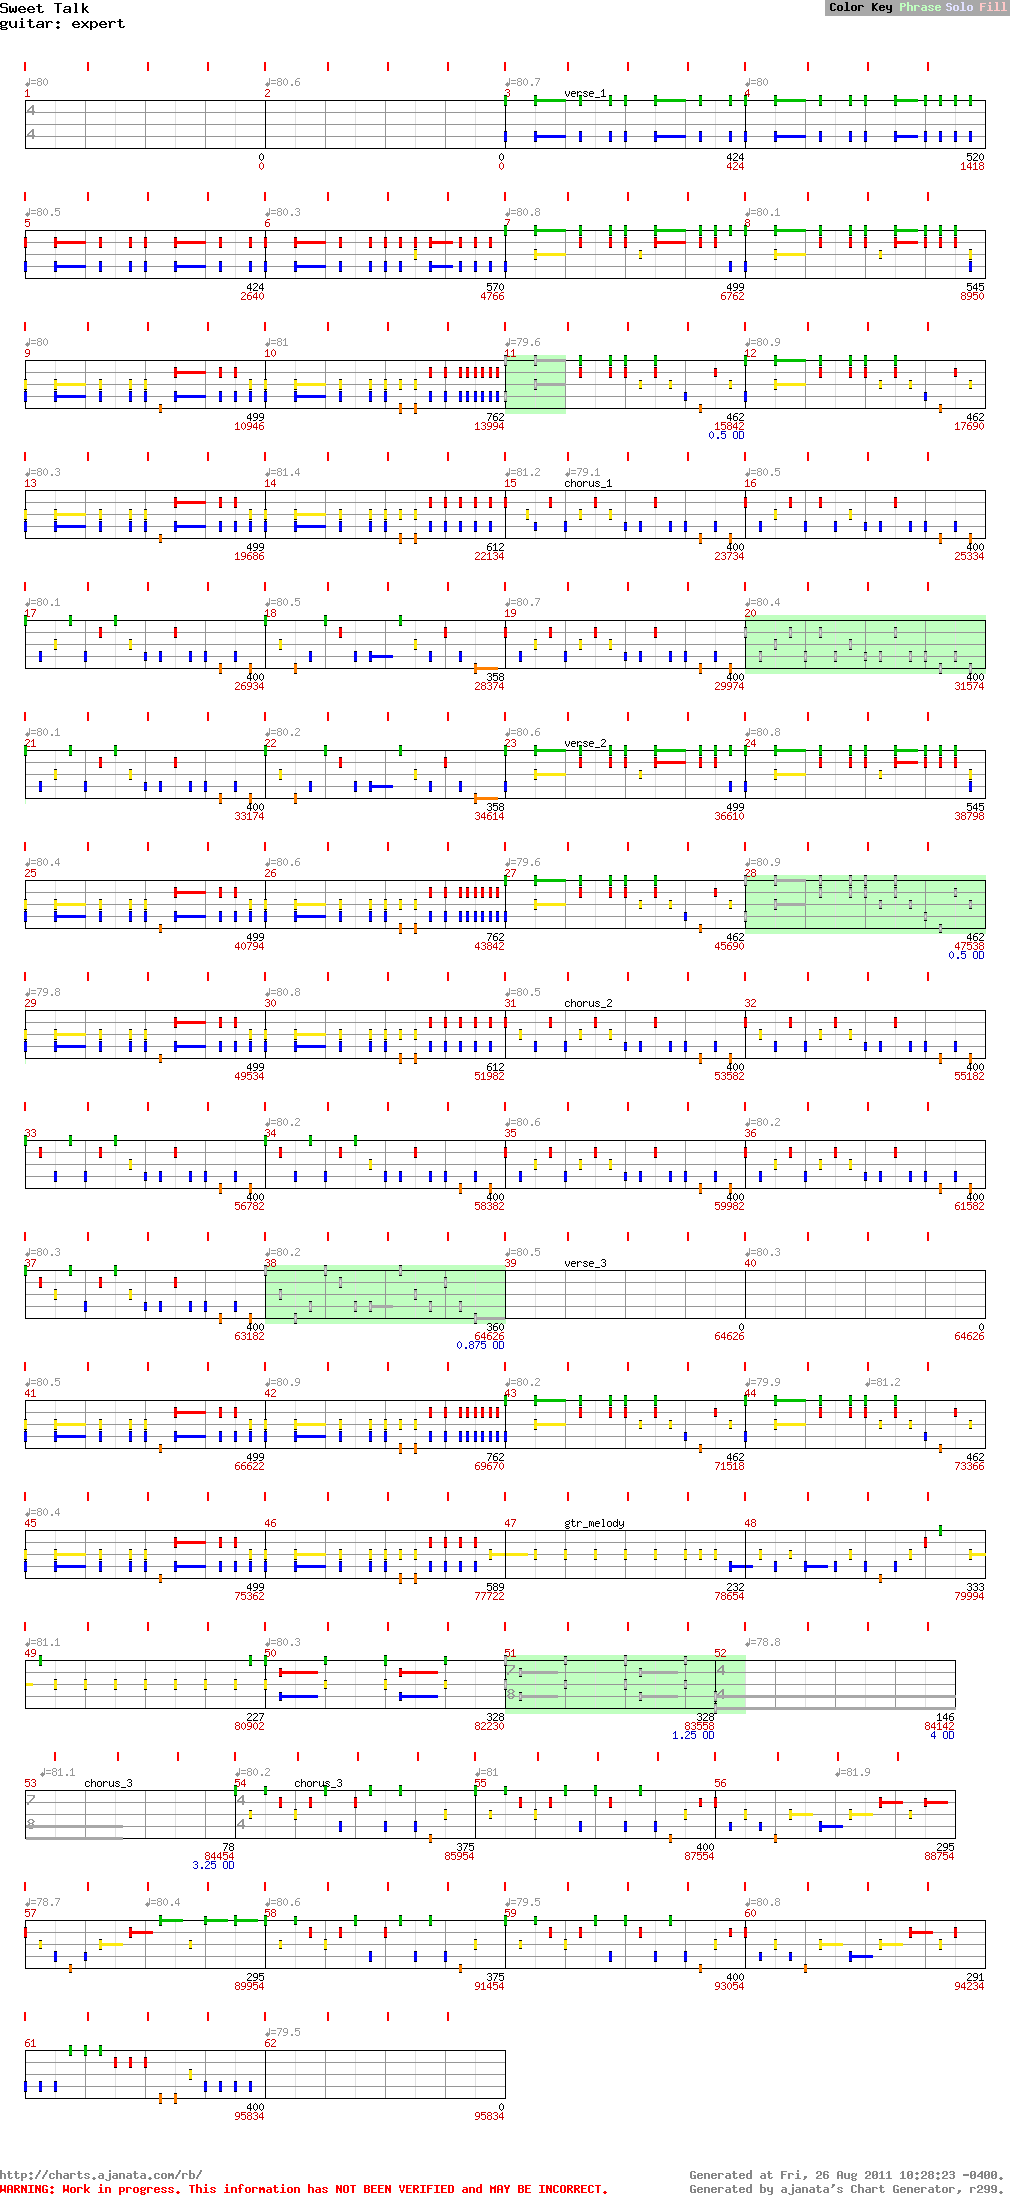 Sweet Talk
guitar: expert
Color Key Phrase Solo Fill
♩=80 ♩=80.6 ♩=80.7 ♩=80
1 2 3 verse_1 4
4
4
0 0 424 520
0 0 424 1418
♩=80.5 ♩=80.3 ♩=80.8 ♩=80.1
5 6 7 8
424 570 499 545
2640 4766 6762 8950
♩=80 ♩=81 ♩=79.6 ♩=80.9
9 10 11 12
499 762 462 462
10946 13994 15842 17690
0.5 OD
♩=80.3 ♩=81.4 ♩=81.2 ♩=79.1 ♩=80.5
13 14 15 chorus_1 16
499 612 400 400
19686 22134 23734 25334
♩=80.1 ♩=80.5 ♩=80.7 ♩=80.4
17 18 19 20
400 358 400 400
26934 28374 29974 31574
♩=80.1 ♩=80.2 ♩=80.6 ♩=80.8
21 22 23 verse_2 24
400 358 499 545
33174 34614 36610 38798
♩=80.4 ♩=80.6 ♩=79.6 ♩=80.9
25 26 27 28
499 762 462 462
40794 43842 45690 47538
0.5 OD
♩=79.8 ♩=80.8 ♩=80.5
29 30 31 chorus_2 32
499 612 400 400
49534 51982 53582 55182
♩=80.2 ♩=80.6 ♩=80.2
33 34 35 36
400 400 400 400
56782 58382 59982 61582
♩=80.3 ♩=80.2 ♩=80.5 ♩=80.3
37 38 39 verse_3 40
400 360 0 0
63182 64626 64626 64626
0.875 OD
♩=80.5 ♩=80.9 ♩=80.2 ♩=79.9 ♩=81.2
41 42 43 44
499 762 462 462
66622 69670 71518 73366
♩=80.4
45 46 47 gtr_melody 48
499 589 232 333
75362 77722 78654 79994
♩=81.1 ♩=80.3 ♩=78.8
49 50 51 52
7 4
8 4
227 328 328 146
80902 82230 83558 84142
1.25 OD 4 OD
♩=81.1 ♩=80.2 ♩=81 ♩=81.9
53 chorus_3 54 chorus_3 55 56
7 4
8 4
78 375 400 295
84454 85954 87554 88754
3.25 OD
♩=78.7 ♩=80.4 ♩=80.6 ♩=79.5 ♩=80.8
57 58 59 60
295 375 400 291
89954 91454 93054 94234
♩=79.5
61 62
400 0
95834 95834
http://charts.ajanata.com/rb/ Generated at Fri, 26 Aug 2011 10:28:23 -0400.
WARNING: Work in progress. This information has NOT BEEN VERIFIED and MAY BE INCORRECT. Generated by ajanata's Chart Generator, r299.